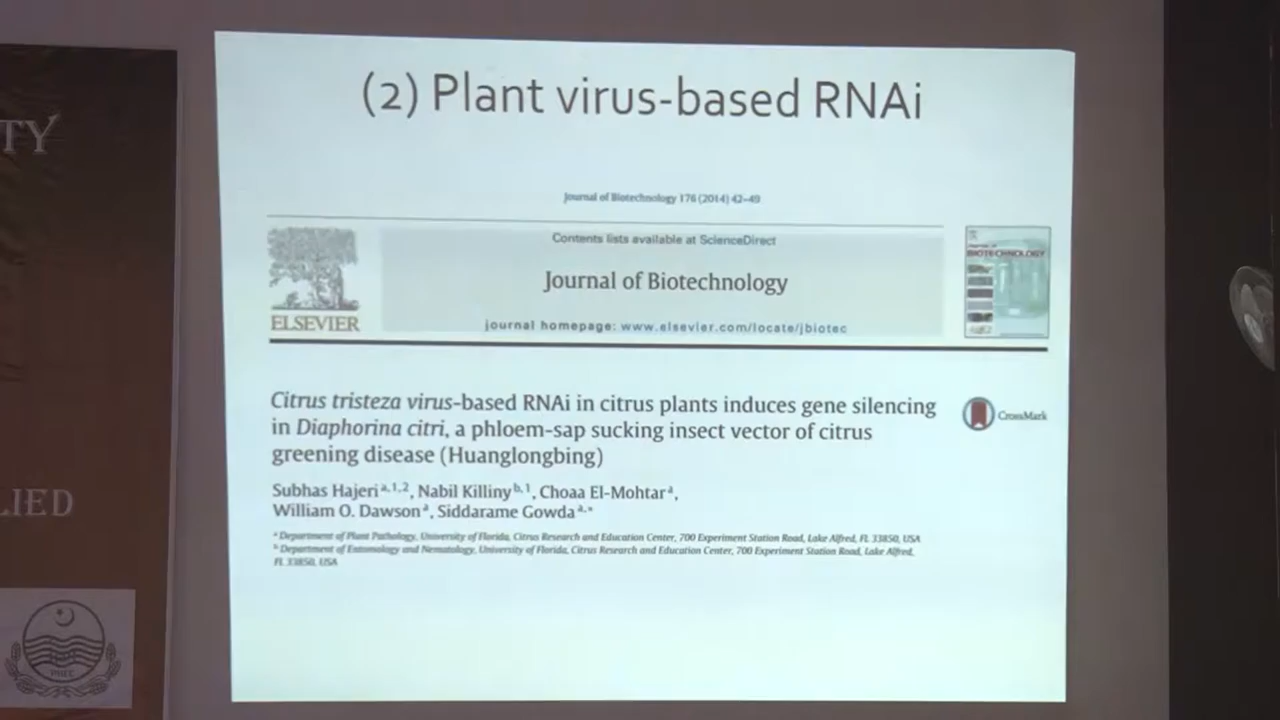 TY
LIED
PHEC
(2) Plant virus-based RNAi
Journal of Biotechnology 176 (2014) 42–49
Contents lists available at ScienceDirect
Journal of Biotechnology
journal homepage: www.elsevier.com/locate/jbiotec
ELSEVIER
BIOTECHNOLOGY
Citrus tristeza virus-based RNAi in citrus plants induces gene silencing
in Diaphorina citri, a phloem-sap sucking insect vector of citrus
greening disease (Huanglongbing)
CrossMark
Subhas Hajeri a,1,2, Nabil Killiny b,1, Choaa El-Mohtar a,
William O. Dawson a, Siddarame Gowda a,*
a Department of Plant Pathology, University of Florida, Citrus Research and Education Center, 700 Experiment Station Road, Lake Alfred, FL 33850, USA
b Department of Entomology and Nematology, University of Florida, Citrus Research and Education Center, 700 Experiment Station Road, Lake Alfred,
FL 33850, USA